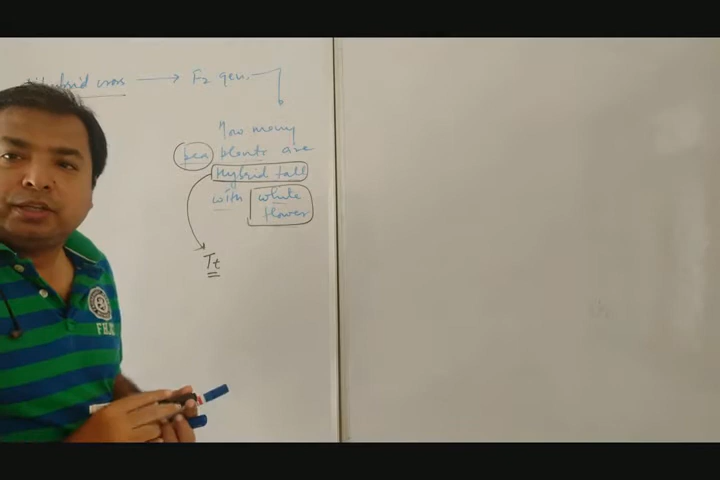 hybrid cross → F2 gen.
How many
pea plants are
Hybrid tall
with white
flower
Tt